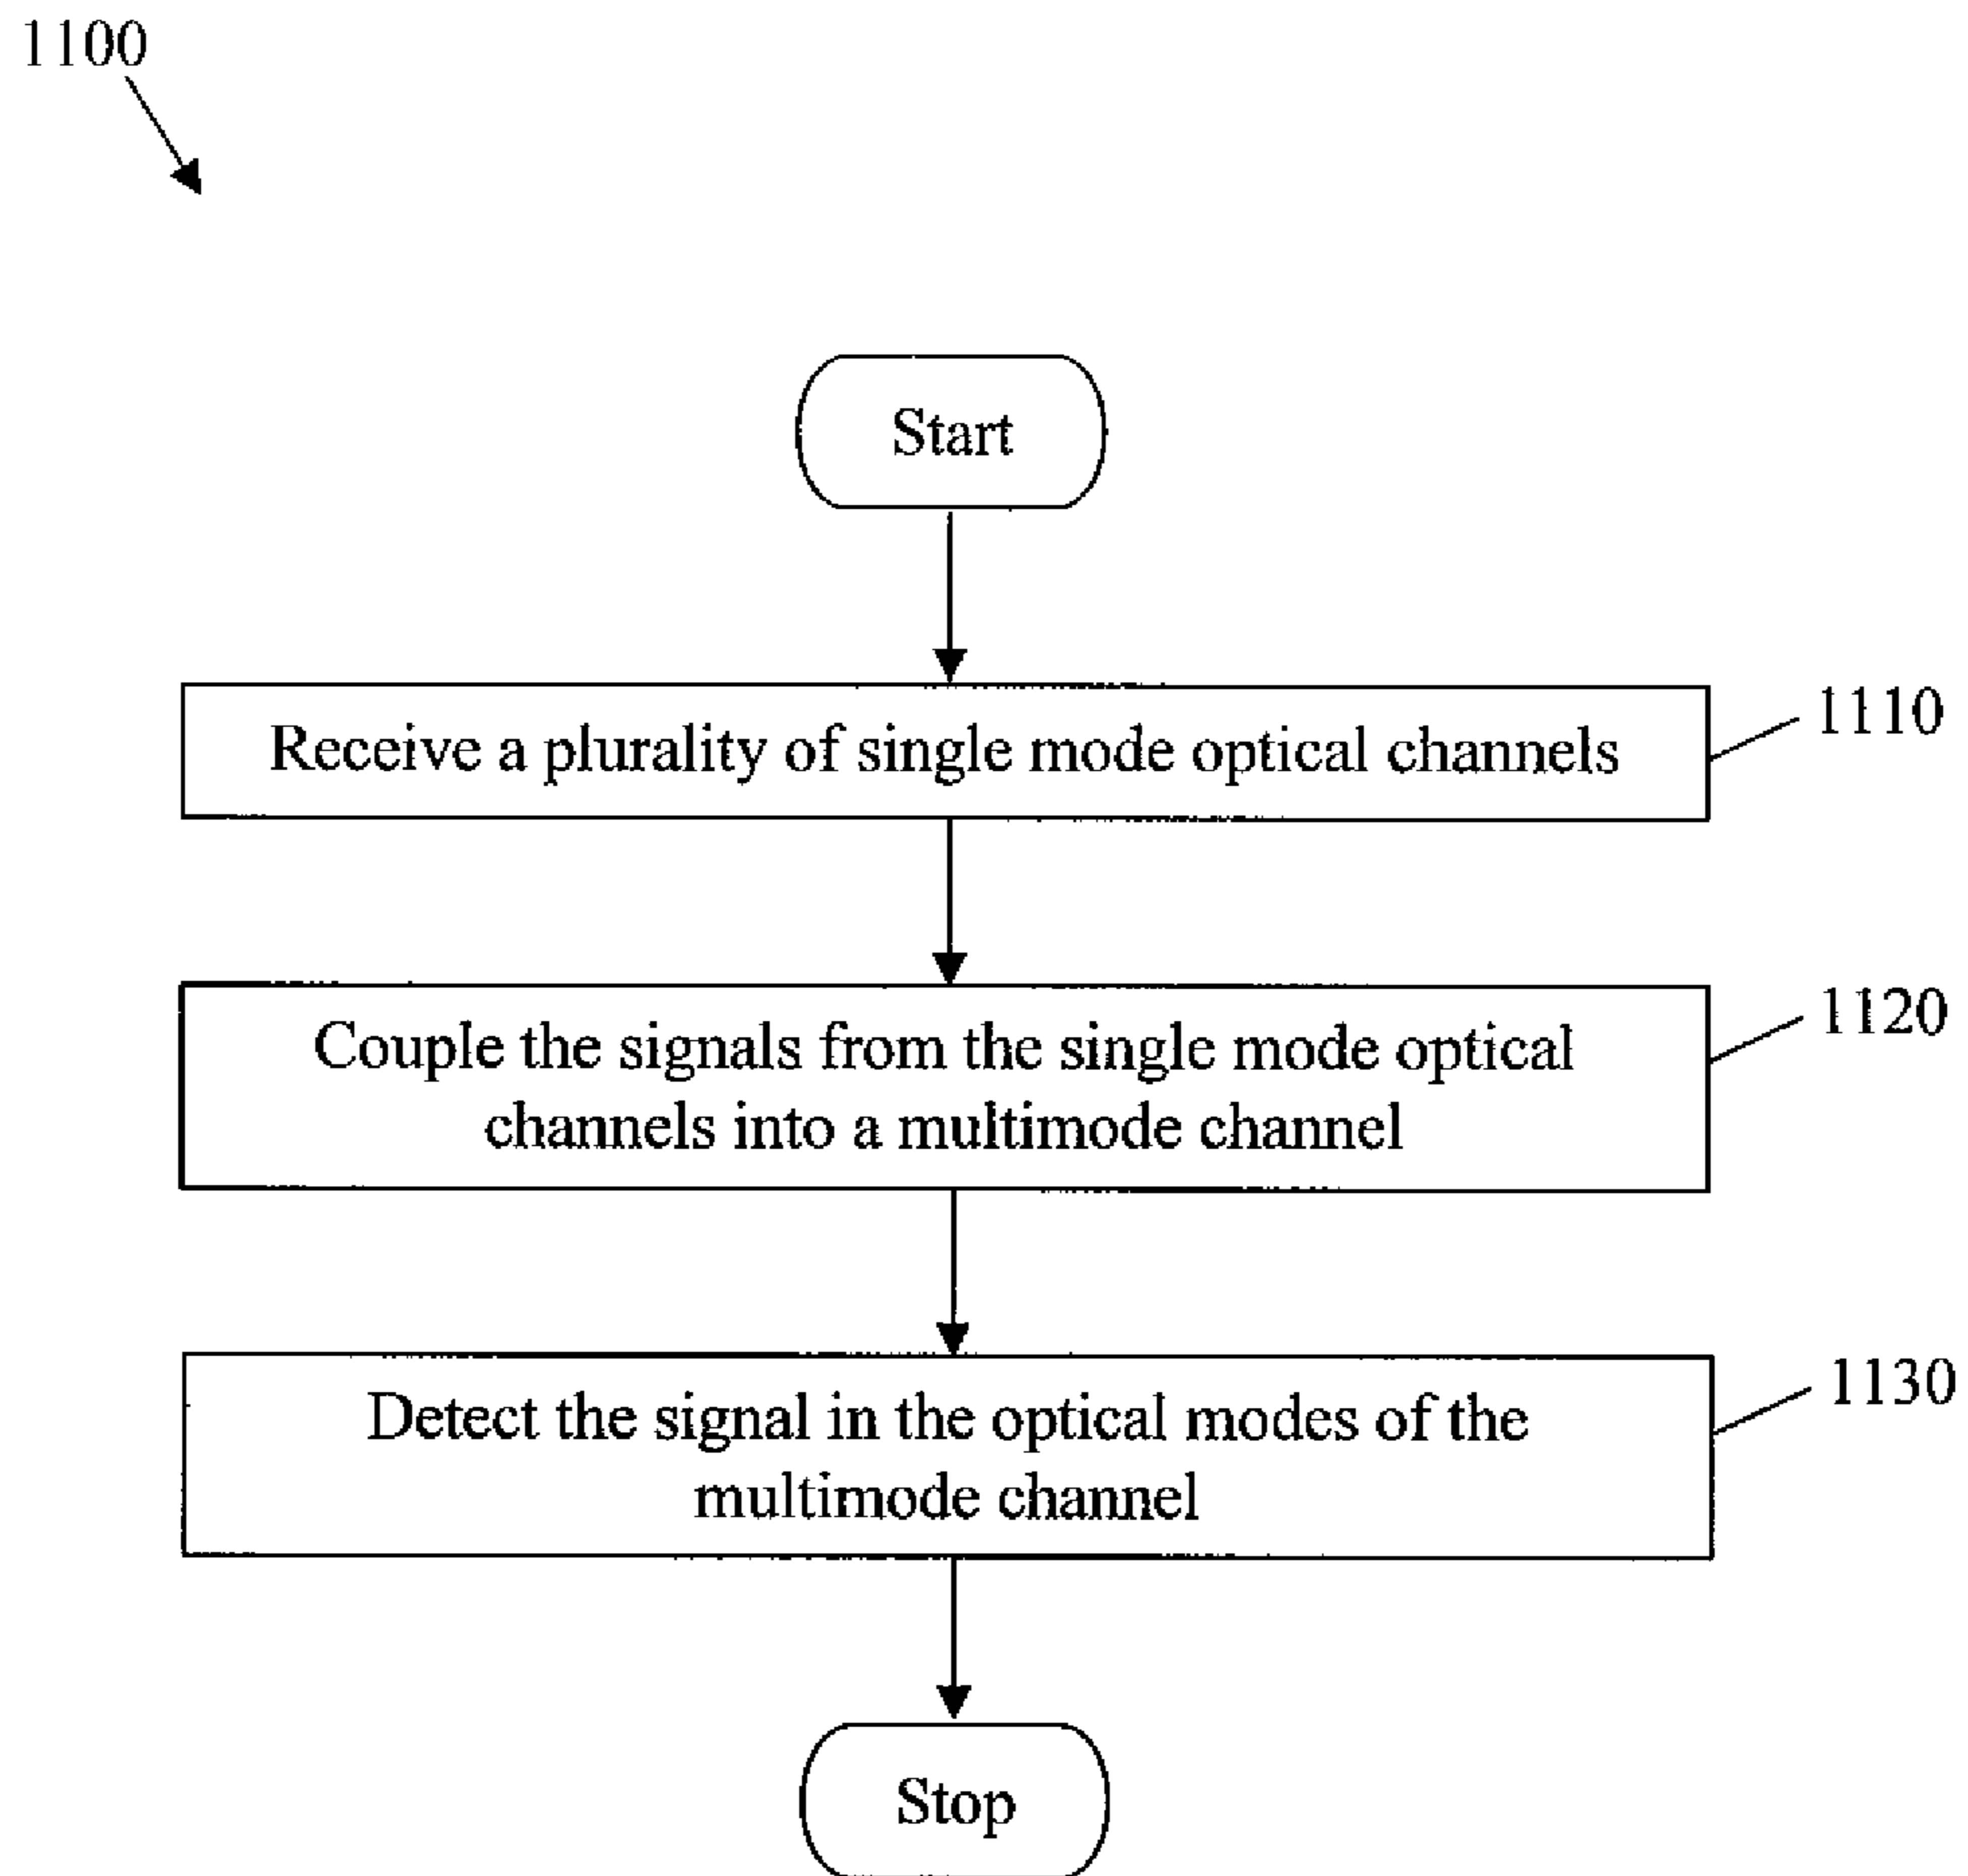 1100
Start
Receive a plurality of single mode optical channels
1110
Couple the signals from the single mode optical
channels into a multimode channel
1120
Detect the signal in the optical modes of the
multimode channel
1130
Stop